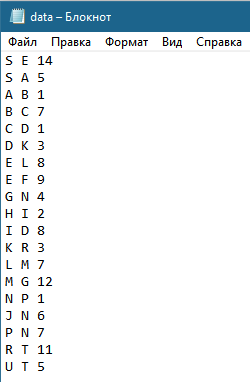 data – Блокнот
Файл Правка Формат Вид Справка
S E 14
S A 5
A B 1
B C 7
C D 1
D K 3
E L 8
E F 9
G N 4
H I 2
I D 8
K R 3
L M 7
M G 12
N P 1
J N 6
P N 7
R T 11
U T 5